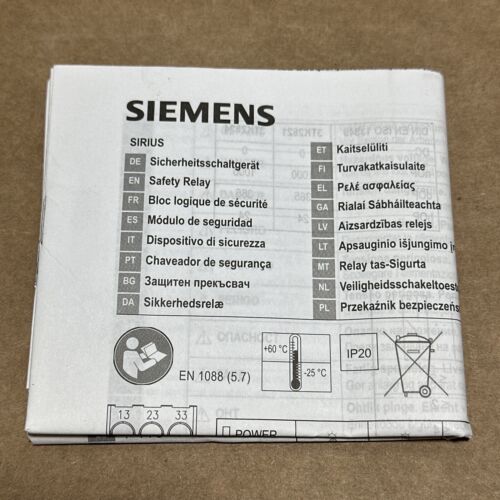 SIEMENS
SIRIUS
DE Sicherheitsschaltgerät
EN Safety Relay
FR Bloc logique de sécurité
ES Módulo de seguridad
IT Dispositivo di sicurezza
PT Chaveador de segurança
BG Защитен прекъсвач
DA Sikkerhedsrelæ
ET Kaitselüliti
FI Turvakatkaisulaite
EL Ρελέ ασφαλείας
GA Rialaí Sábháilteachta
LV Aizsardzības relejs
LT Apsauginio išjungimo
MT Relay tas-Sigurta
NL Veiligheidsschakeltoest
PL Przekaźnik bezpieczeńs
EN 1088 (5.7)
+60 °C
-25 °C
IP20
13 23 33
POWER